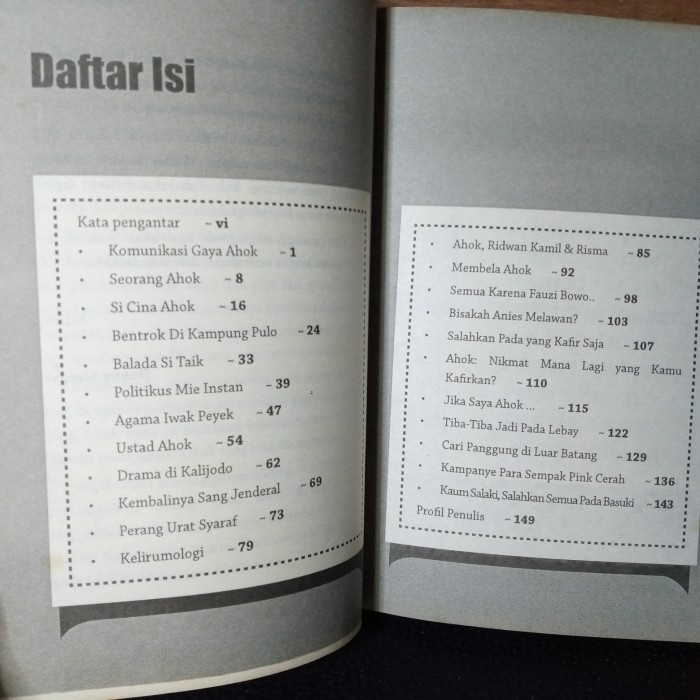 Daftar Isi
Kata pengantar ~ vi
• Komunikasi Gaya Ahok ~ 1
• Seorang Ahok ~ 8
• Si Cina Ahok ~ 16
• Bentrok Di Kampung Pulo ~ 24
• Balada Si Taik ~ 33
• Politikus Mie Instan ~ 39
• Agama Iwak Peyek ~ 47
• Ustad Ahok ~ 54
• Drama di Kalijodo ~ 62
• Kembalinya Sang Jenderal ~ 69
• Perang Urat Syaraf ~ 73
• Kelirumologi ~ 79
• Ahok, Ridwan Kamil & Risma ~ 85
• Membela Ahok ~ 92
• Semua Karena Fauzi Bowo.. ~ 98
• Bisakah Anies Melawan? ~ 103
• Salahkan Pada yang Kafir Saja ~ 107
• Ahok: Nikmat Mana Lagi yang Kamu
Kafirkan? ~ 110
• Jika Saya Ahok ... ~ 115
• Tiba-Tiba Jadi Pada Lebay ~ 122
• Cari Panggung di Luar Batang ~ 129
• Kampanye Para Sempak Pink Cerah ~ 136
• Kaum Salaki, Salahkan Semua Pada Basuki ~ 143
Profil Penulis ~ 149